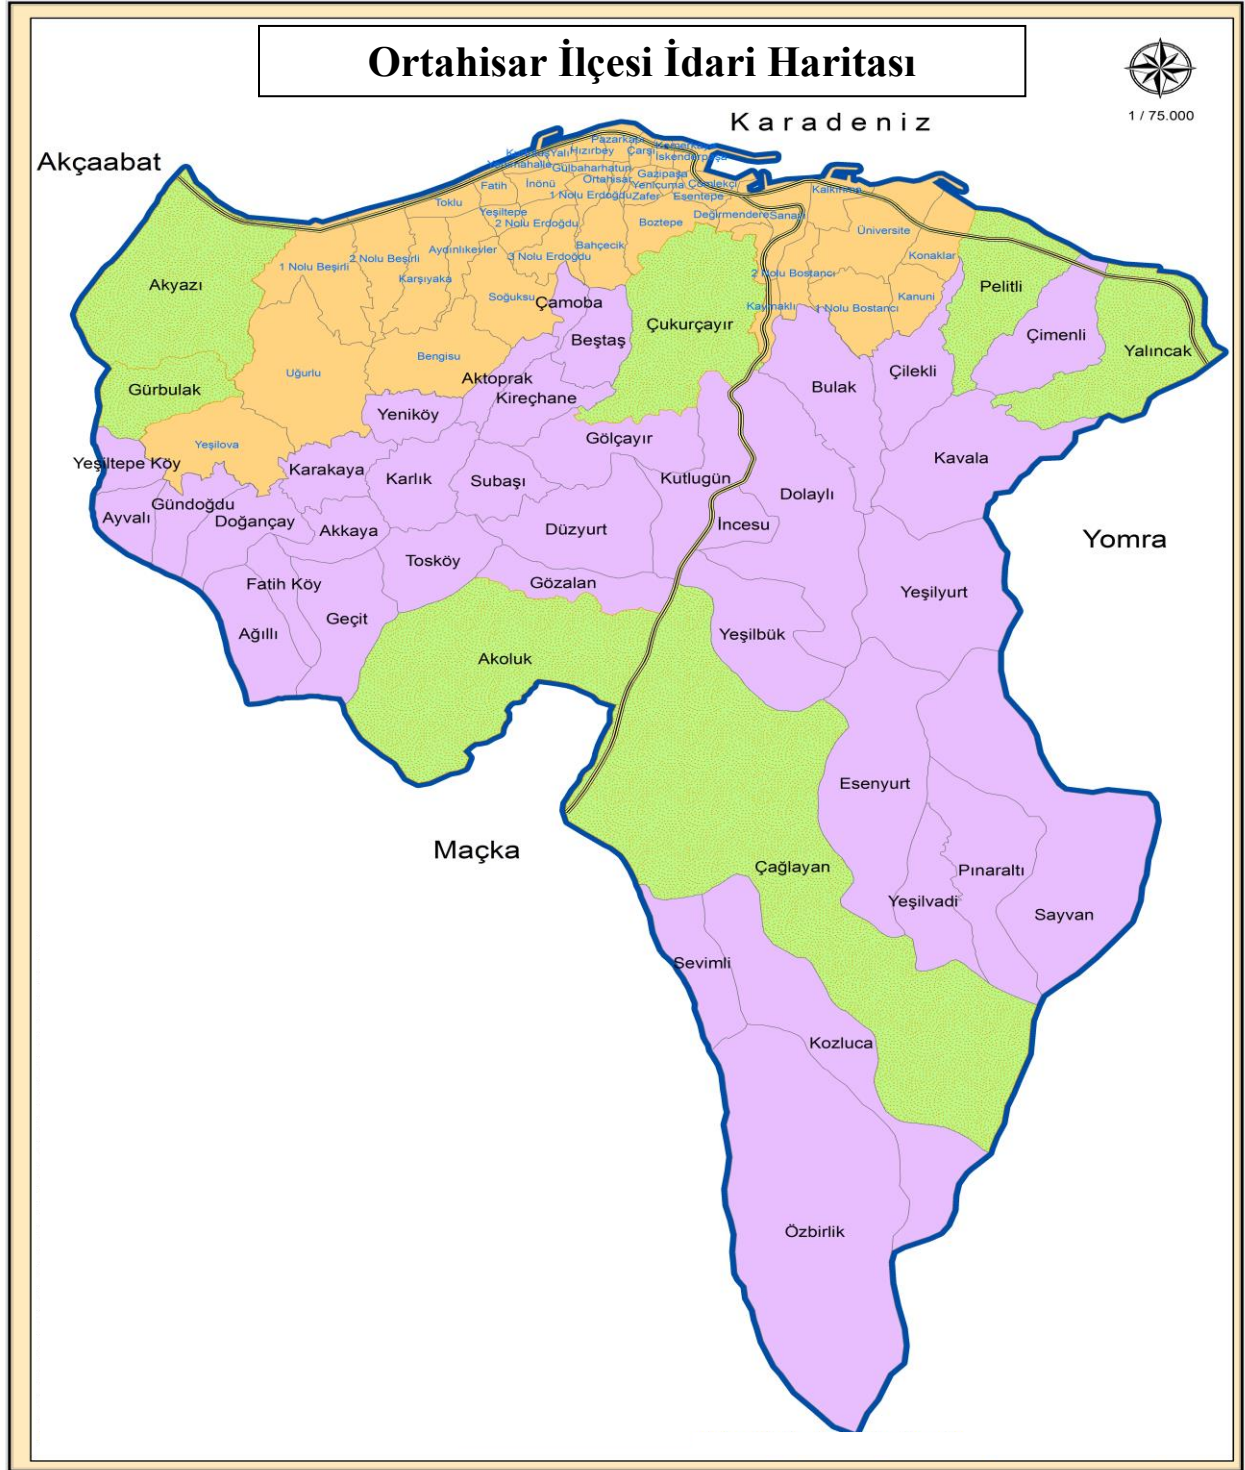 Ortahisar İlçesi İdari Haritası
1 / 75.000
Karadeniz
Akçaabat
Pazarkapı
Çarşı
İskenderpaşa
Yalı
Hızırbey
Gülbaharhatun
Ortahisar
Gazipaşa
Yenicuma
Çömlekçi
Fatih
İnönü
1 Nolu Erdoğdu
Zafer
Esentepe
Kalkınma
Toklu
Yeşiltepe
2 Nolu Erdoğdu
Boztepe
Değirmendere
Sanayi
Üniversite
Aydınlıkevler
Bahçecik
3 Nolu Erdoğdu
Konaklar
1 Nolu Beşirli
2 Nolu Beşirli
Karşıyaka
2 Nolu Bostancı
Akyazı
Soğuksu
Çamoba
Kaymaklı
1 Nolu Bostancı
Kanuni
Pelitli
Çukurçayır
Beştaş
Çimenli
Yalıncak
Bengisu
Uğurlu
Aktoprak
Kireçhane
Bulak
Çilekli
Gürbulak
Yeniköy
Yeşilova
Gölçayır
Kavala
Yeşiltepe Köy
Karakaya
Karlık
Subaşı
Kutlugün
Dolaylı
Gündoğdu
Ayvalı
Doğançay
Akkaya
Düzyurt
İncesu
Yomra
Tosköy
Fatih Köy
Gözalan
Yeşilyurt
Geçit
Ağıllı
Yeşilbük
Akoluk
Esenyurt
Maçka
Çağlayan
Pınaraltı
Yeşilvadi
Sayvan
Sevimli
Kozluca
Özbirlik